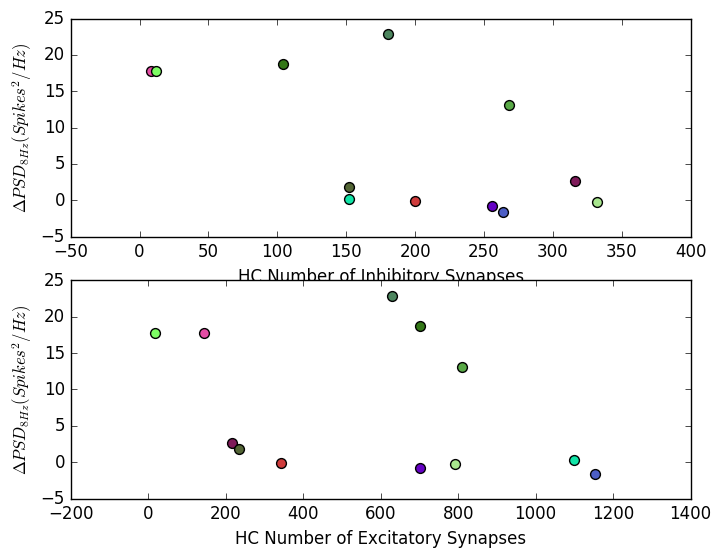 25
20
15
10
5
0
−5
ΔPSD8Hz(Spikes²/Hz)
−50 0 50 100 150 200 250 300 350 400
HC Number of Inhibitory Synapses
25
20
15
10
5
0
−5
ΔPSD8Hz(Spikes²/Hz)
−200 0 200 400 600 800 1000 1200 1400
HC Number of Excitatory Synapses